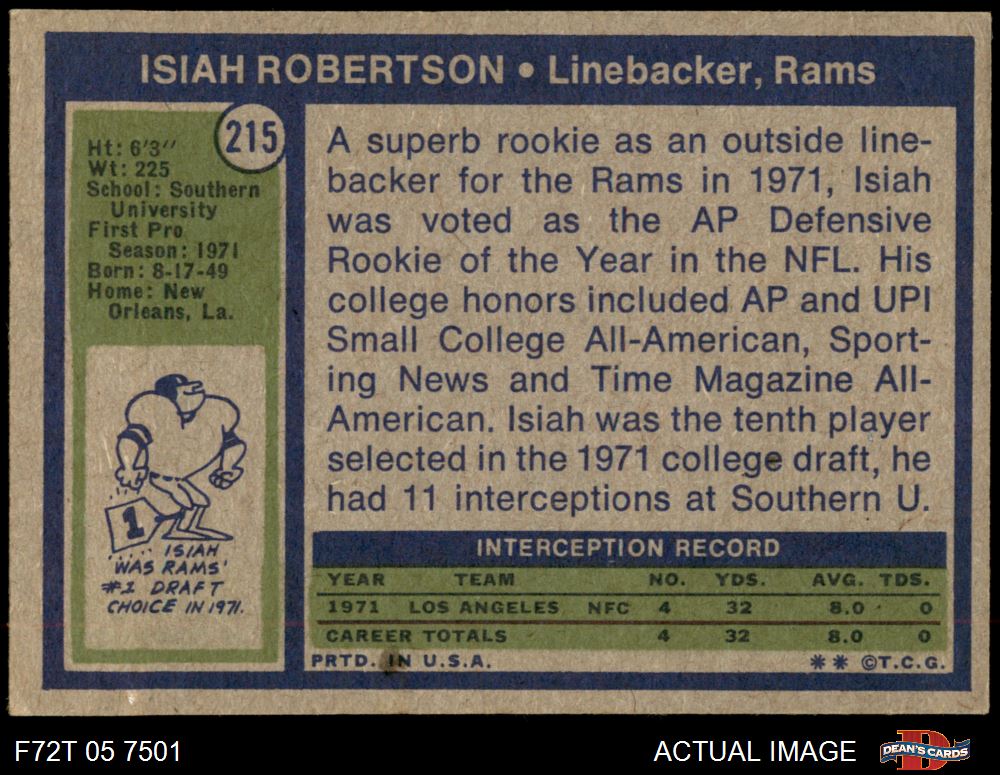 ISIAH ROBERTSON • Linebacker, Rams
215
Ht: 6'3"
Wt: 225
School: Southern
University
First Pro
Season: 1971
Born: 8-17-49
Home: New
Orleans, La.
1
ISIAH
WAS RAMS'
#1 DRAFT
CHOICE IN 1971.
A superb rookie as an outside line-
backer for the Rams in 1971, Isiah
was voted as the AP Defensive
Rookie of the Year in the NFL. His
college honors included AP and UPI
Small College All-American, Sport-
ing News and Time Magazine All-
American. Isiah was the tenth player
selected in the 1971 college draft, he
had 11 interceptions at Southern U.
INTERCEPTION RECORD
YEAR TEAM NO. YDS. AVG. TDS.
1971 LOS ANGELES NFC 4 32 8.0 0
CAREER TOTALS 4 32 8.0 0
PRTD. IN U.S.A. ** ©T.C.G.
F72T 05 7501 ACTUAL IMAGE DEAN'S CARDS